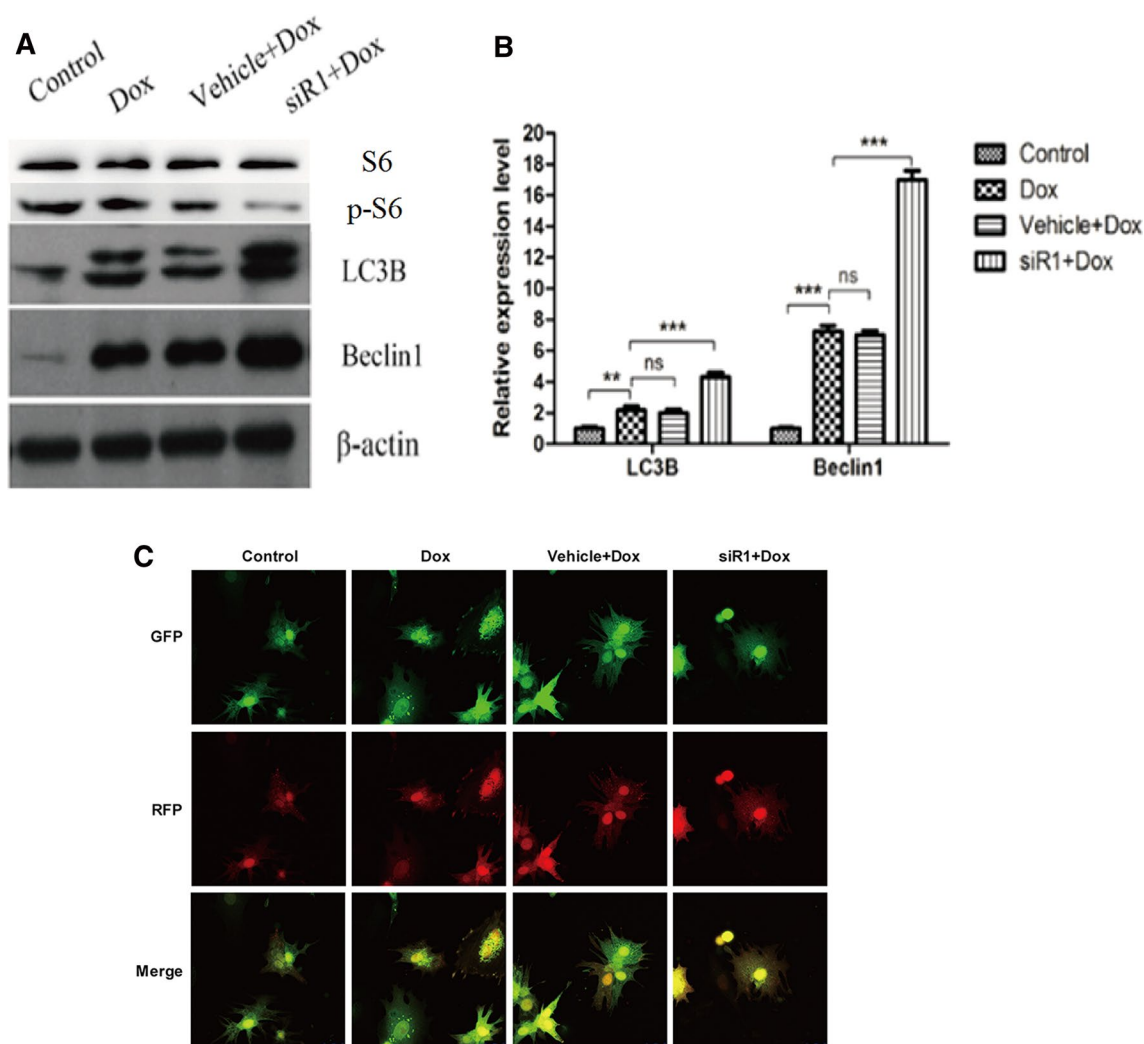 A
Control
Dox
Vehicle+Dox
siR1+Dox
S6
p-S6
LC3B
Beclin1
β-actin
B
Relative expression level
20
18
16
14
12
10
8
6
4
2
0
**
ns
***
***
ns
***
LC3B
Beclin1
Control
Dox
Vehicle+Dox
siR1+Dox
C
Control Dox Vehicle+Dox siR1+Dox
GFP
RFP
Merge